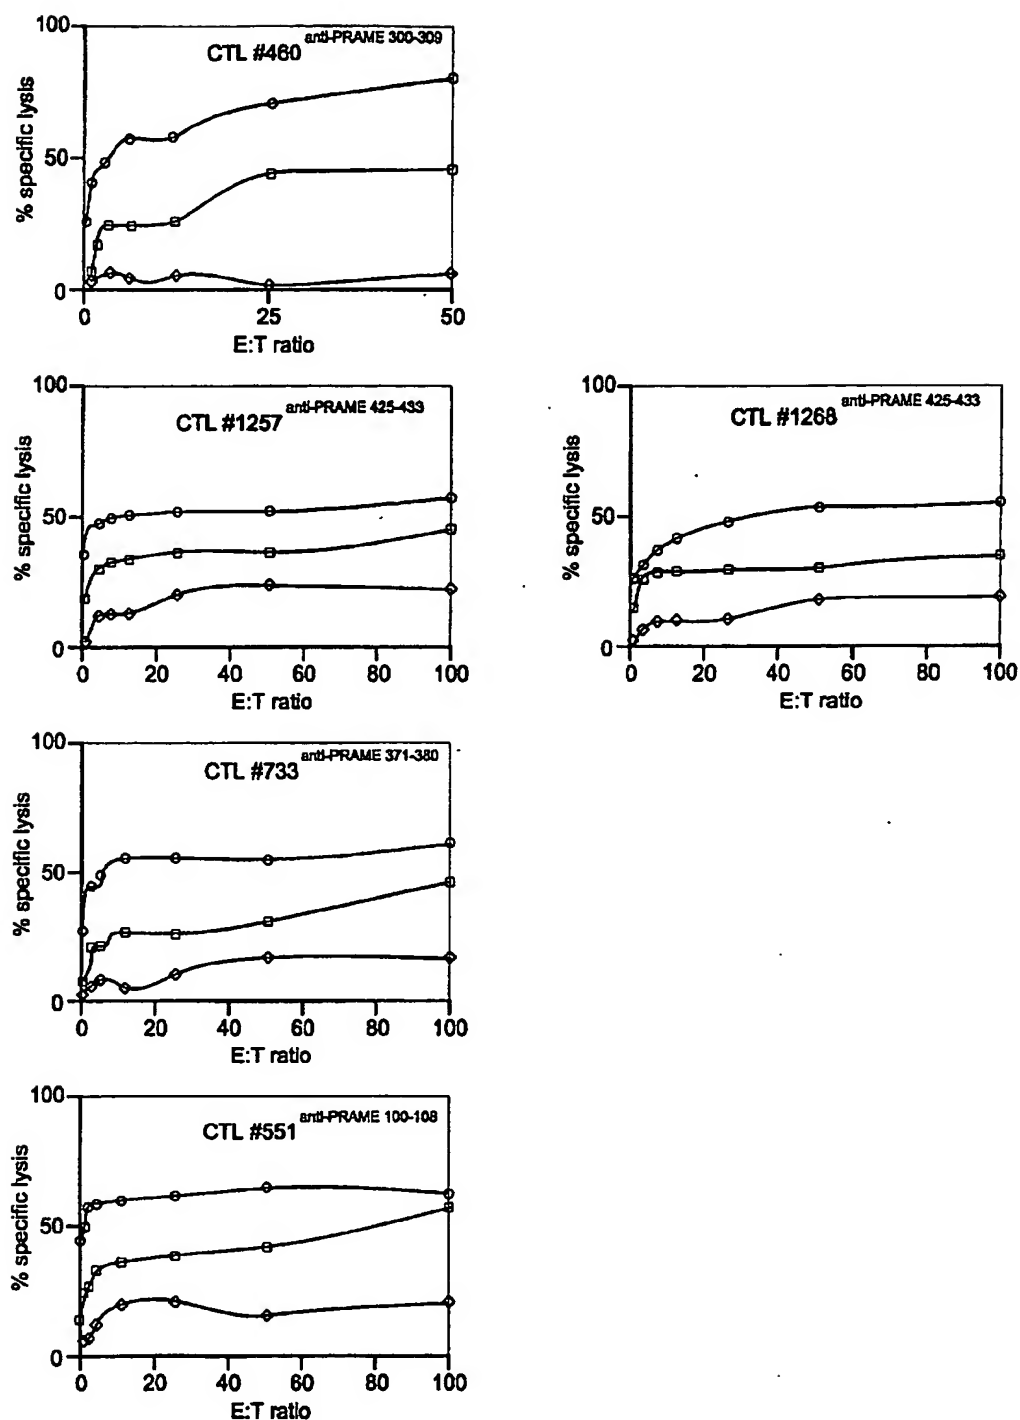 100
CTL #460 anti-PRAME 300-309
% specific lysis
50
0
0 25 50
E:T ratio
100
CTL #1257 anti-PRAME 425-433
% specific lysis
50
0
0 20 40 60 80 100
E:T ratio
100
CTL #1268 anti-PRAME 425-433
% specific lysis
50
0
0 20 40 60 80 100
E:T ratio
100
CTL #733 anti-PRAME 371-380
% specific lysis
50
0
0 20 40 60 80 100
E:T ratio
100
CTL #551 anti-PRAME 100-108
% specific lysis
50
0
0 20 40 60 80 100
E:T ratio